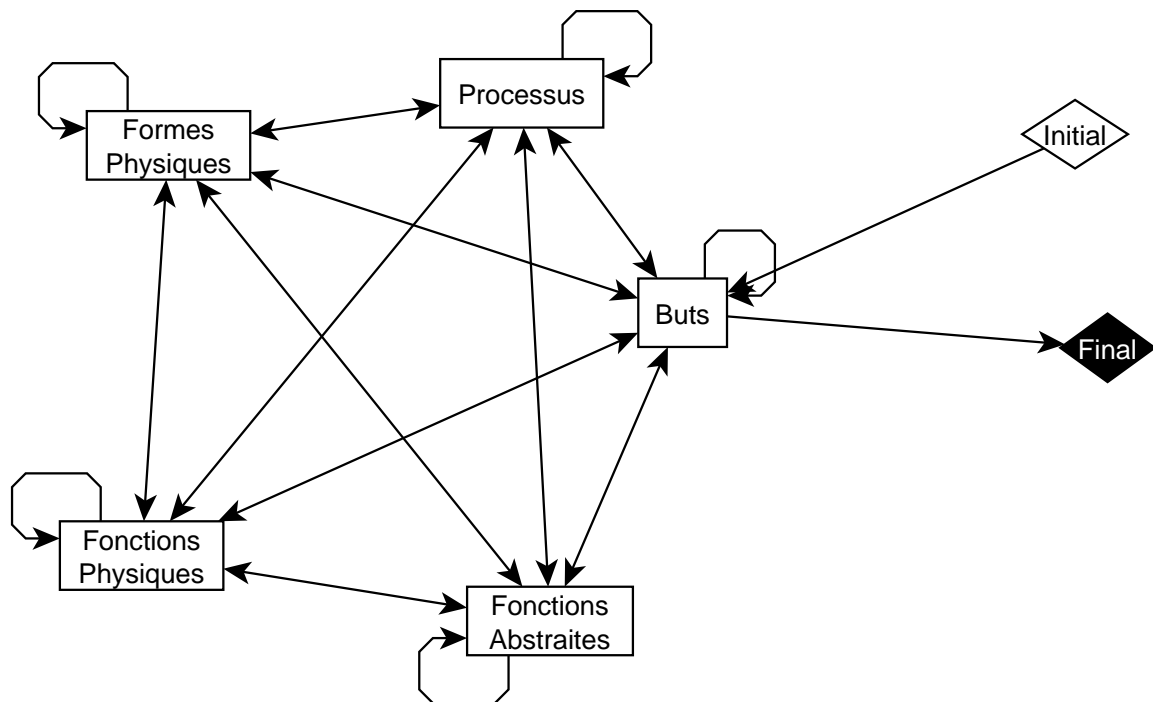 Processus
Formes
Physiques
Initial
Buts
Final
Fonctions
Physiques
Fonctions
Abstraites